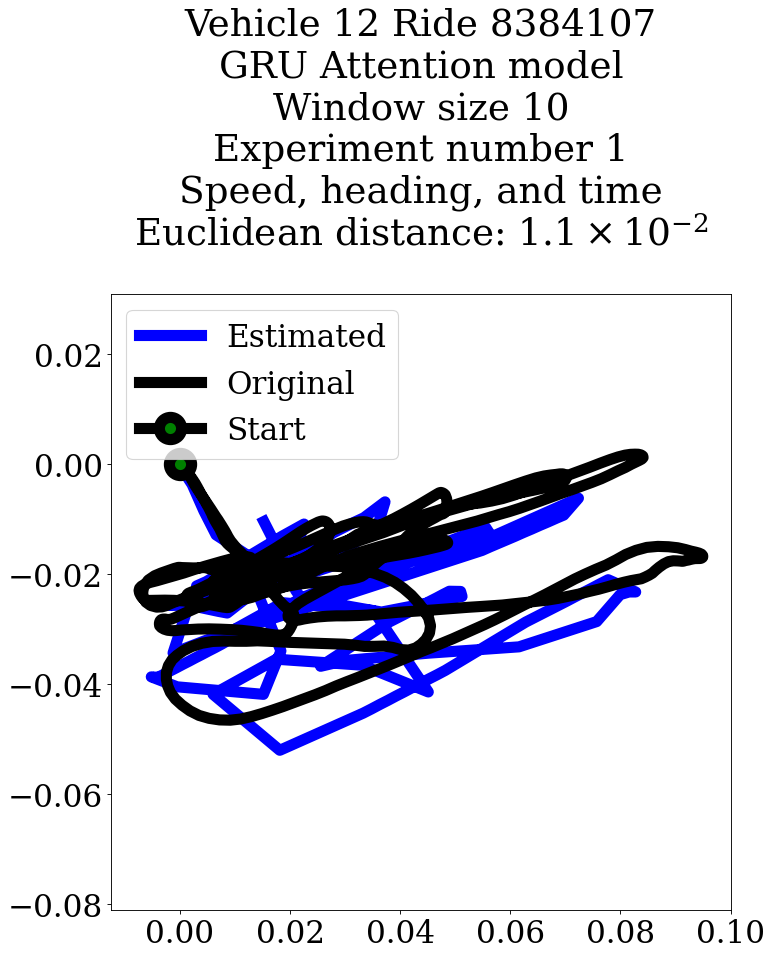 Vehicle 12 Ride 8384107
GRU Attention model
Window size 10
Experiment number 1
Speed, heading, and time
Euclidean distance: 1.1 × 10⁻²
Estimated
Original
Start
0.02
0.00
−0.02
−0.04
−0.06
−0.08
0.00 0.02 0.04 0.06 0.08 0.10